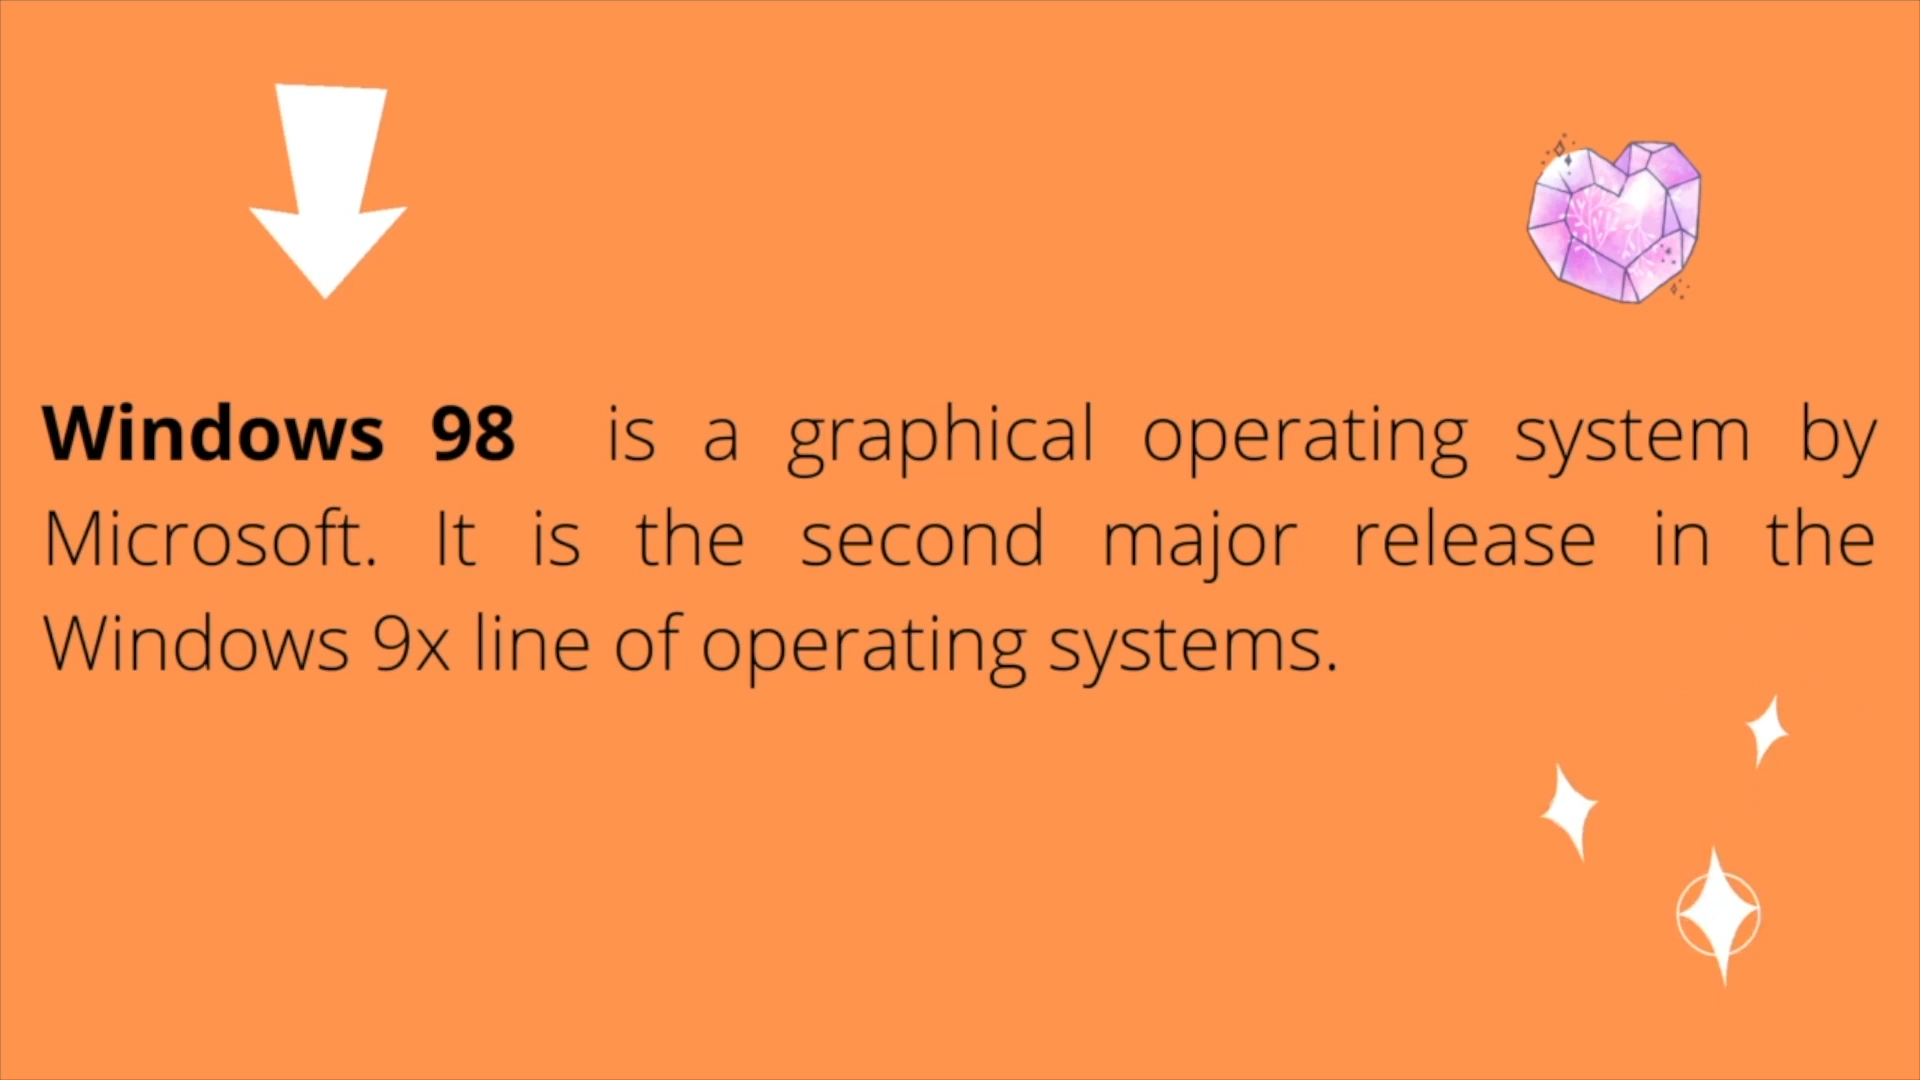 Windows 98 is a graphical operating system by
Microsoft. It is the second major release in the
Windows 9x line of operating systems.